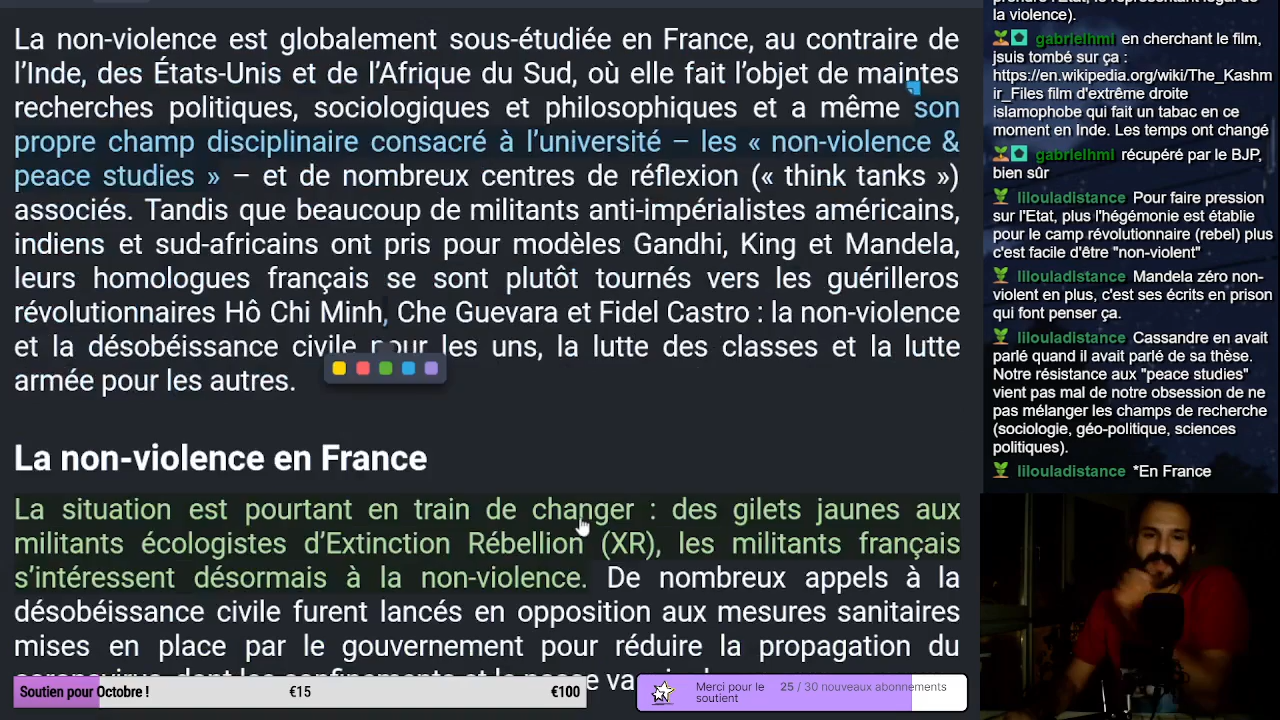 La non-violence est globalement sous-étudiée en France, au contraire de
l’Inde, des États-Unis et de l’Afrique du Sud, où elle fait l’objet de maintes
recherches politiques, sociologiques et philosophiques et a même son
propre champ disciplinaire consacré à l’université – les « non-violence &
peace studies » – et de nombreux centres de réflexion (« think tanks »)
associés. Tandis que beaucoup de militants anti-impérialistes américains,
indiens et sud-africains ont pris pour modèles Gandhi, King et Mandela,
leurs homologues français se sont plutôt tournés vers les guérilleros
révolutionnaires Hô Chi Minh, Che Guevara et Fidel Castro : la non-violence
et la désobéissance civile pour les uns, la lutte des classes et la lutte
armée pour les autres.
La non-violence en France
La situation est pourtant en train de changer : des gilets jaunes aux
militants écologistes d’Extinction Rébellion (XR), les militants français
s’intéressent désormais à la non-violence. De nombreux appels à la
désobéissance civile furent lancés en opposition aux mesures sanitaires
mises en place par le gouvernement pour réduire la propagation du
Soutien pour Octobre !
€15
€100
Merci pour le
soutien
25 / 30 nouveaux abonnements
la violence).
gabrielhmi en cherchant le film,
jsuis tombé sur ça :
https://en.wikipedia.org/wiki/The_Kashm
ir_Files film d'extrême droite
islamophobe qui fait un tabac en ce
moment en Inde. Les temps ont changé
gabrielhmi récupéré par le BJP,
bien sûr
lilouladistance Pour faire pression
sur l'Etat, plus l'hégémonie est établie
pour le camp révolutionnaire (rebel) plus
c'est facile d'être "non-violent"
lilouladistance Mandela zéro non-
violent en plus, c'est ses écrits en prison
qui font penser ça.
lilouladistance Cassandre en avait
parlé quand il avait parlé de sa thèse.
Notre résistance aux "peace studies"
vient pas mal de notre obsession de ne
pas mélanger les champs de recherche
(sociologie, géo-politique, sciences
politiques).
lilouladistance *En France